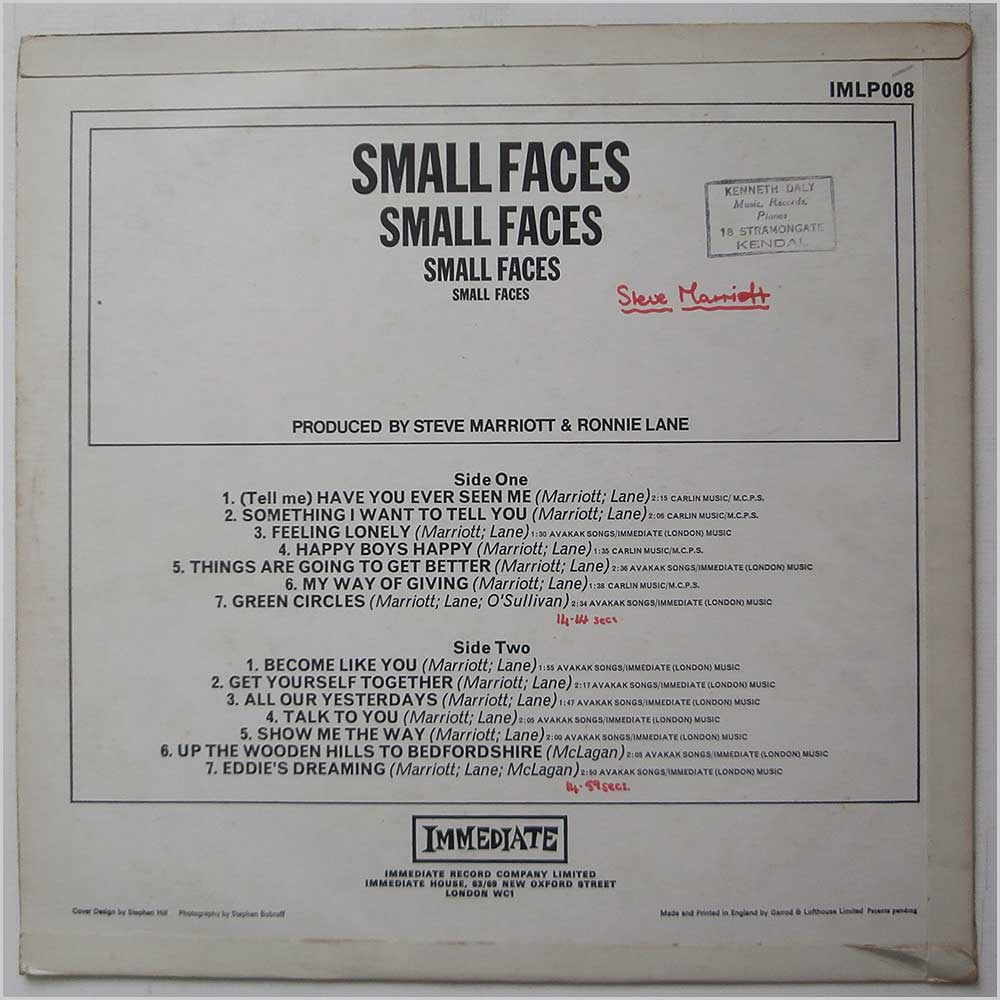 IMLP008
SMALL FACES
SMALL FACES
SMALL FACES
SMALL FACES
KENNETH DALY
Music, Records,
Pianos
18 STRAMONGATE
KENDAL
Steve Marriott
PRODUCED BY STEVE MARRIOTT & RONNIE LANE
Side One
1. (Tell me) HAVE YOU EVER SEEN ME (Marriott; Lane) 2:15 CARLIN MUSIC/ M.C.P.S.
2. SOMETHING I WANT TO TELL YOU (Marriott; Lane) 2:06 CARLIN MUSIC/M.C.P.S.
3. FEELING LONELY (Marriott; Lane) 1:30 AVAKAK SONGS/IMMEDIATE (LONDON) MUSIC
4. HAPPY BOYS HAPPY (Marriott; Lane) 1:35 CARLIN MUSIC/M.C.P.S.
5. THINGS ARE GOING TO GET BETTER (Marriott; Lane) 2:36 AVAKAK SONGS/IMMEDIATE (LONDON) MUSIC
6. MY WAY OF GIVING (Marriott; Lane) 1:38 CARLIN MUSIC/M.C.P.S.
7. GREEN CIRCLES (Marriott; Lane; O'Sullivan) 2:34 AVAKAK SONGS/IMMEDIATE (LONDON) MUSIC
14·14 secs
Side Two
1. BECOME LIKE YOU (Marriott; Lane) 1:55 AVAKAK SONGS/IMMEDIATE (LONDON) MUSIC
2. GET YOURSELF TOGETHER (Marriott; Lane) 2:17 AVAKAK SONGS/IMMEDIATE (LONDON) MUSIC
3. ALL OUR YESTERDAYS (Marriott; Lane) 1:47 AVAKAK SONGS/IMMEDIATE (LONDON) MUSIC
4. TALK TO YOU (Marriott; Lane) 2:05 AVAKAK SONGS/IMMEDIATE (LONDON) MUSIC
5. SHOW ME THE WAY (Marriott; Lane) 2:00 AVAKAK SONGS/IMMEDIATE (LONDON) MUSIC
6. UP THE WOODEN HILLS TO BEDFORDSHIRE (McLagan) 2:05 AVAKAK SONGS/IMMEDIATE (LONDON) MUSIC
7. EDDIE'S DREAMING (Marriott; Lane; McLagan) 2:50 AVAKAK SONGS/IMMEDIATE (LONDON) MUSIC
14·59 secs.
IMMEDIATE
IMMEDIATE RECORD COMPANY LIMITED
IMMEDIATE HOUSE, 63/69 NEW OXFORD STREET
LONDON WC1
Cover Design by Stephen Hill Photography by Stephen Bobroff
Made and Printed in England by Garrod & Lofthouse Limited Patents pending